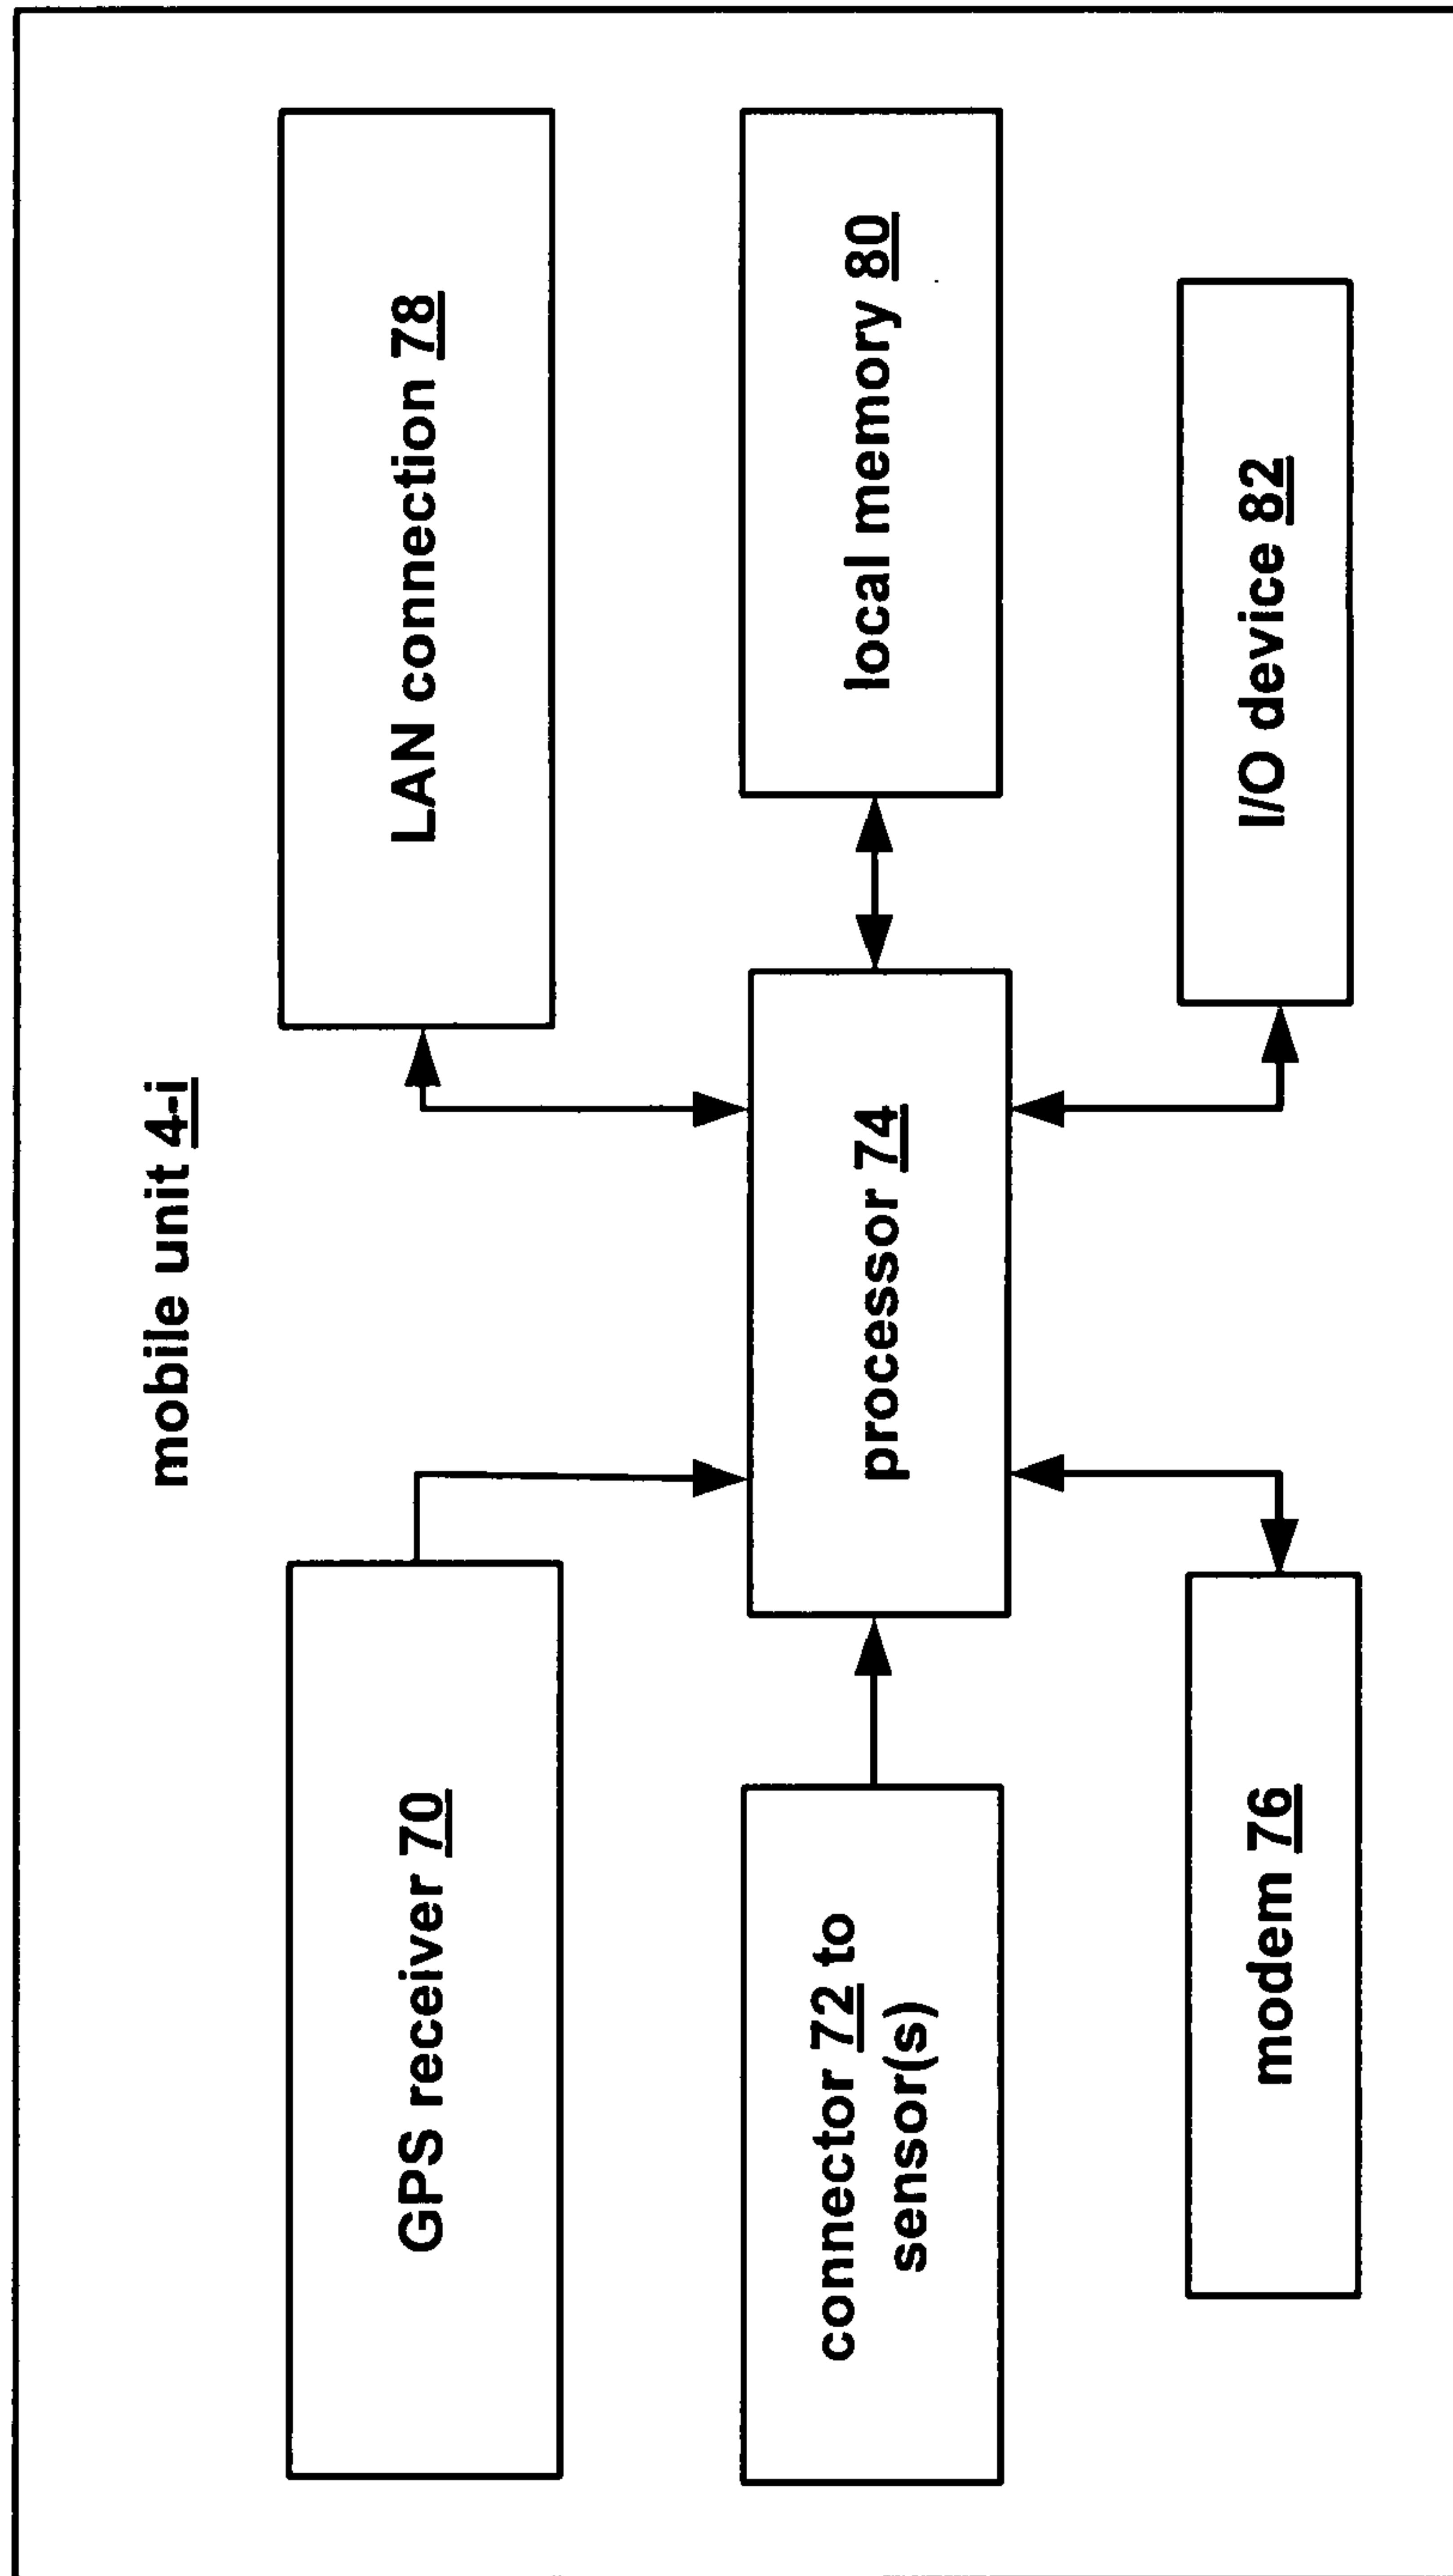 mobile unit 4-i
GPS receiver 70
LAN connection 78
connector 72 to
sensor(s)
processor 74
local memory 80
modem 76
I/O device 82